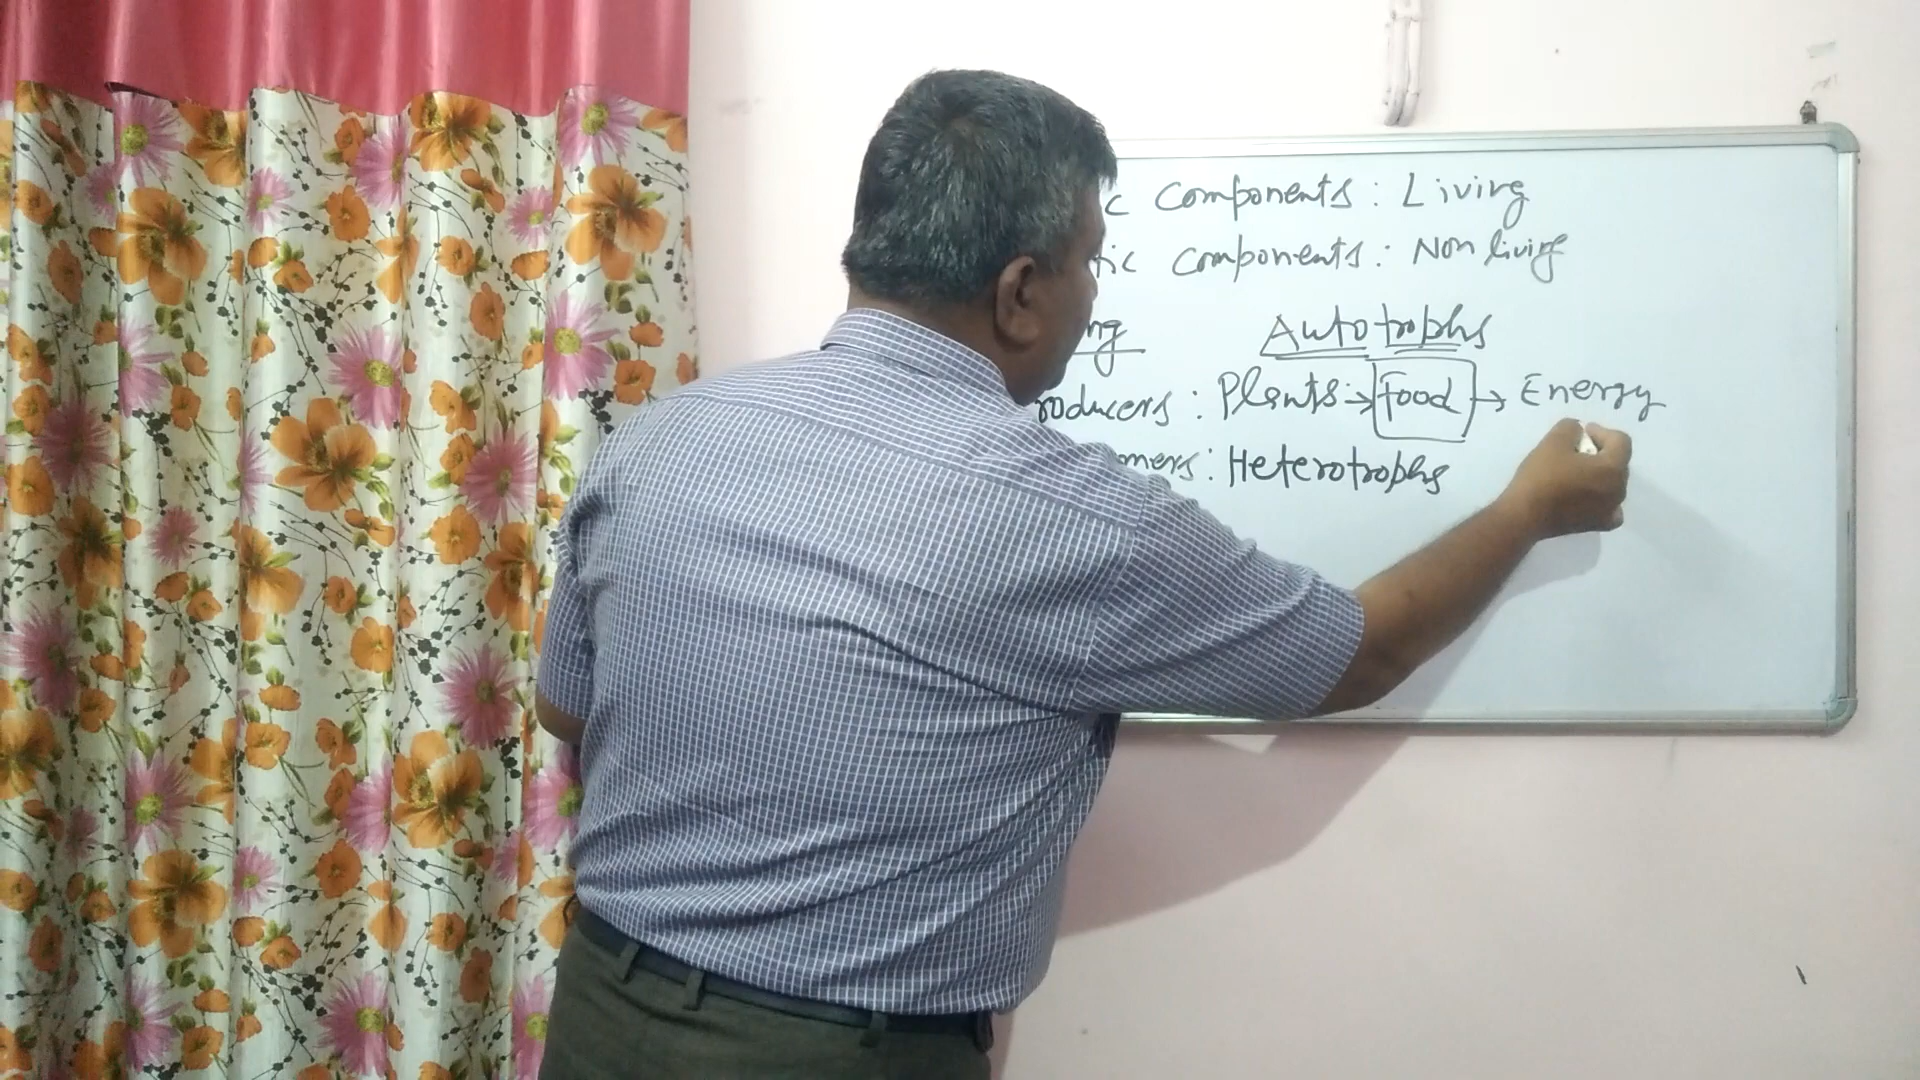 c components : Living
tic components : Non living
ng Autotrophs
roducers : Plants → Food → Energy
mers : Heterotrophs